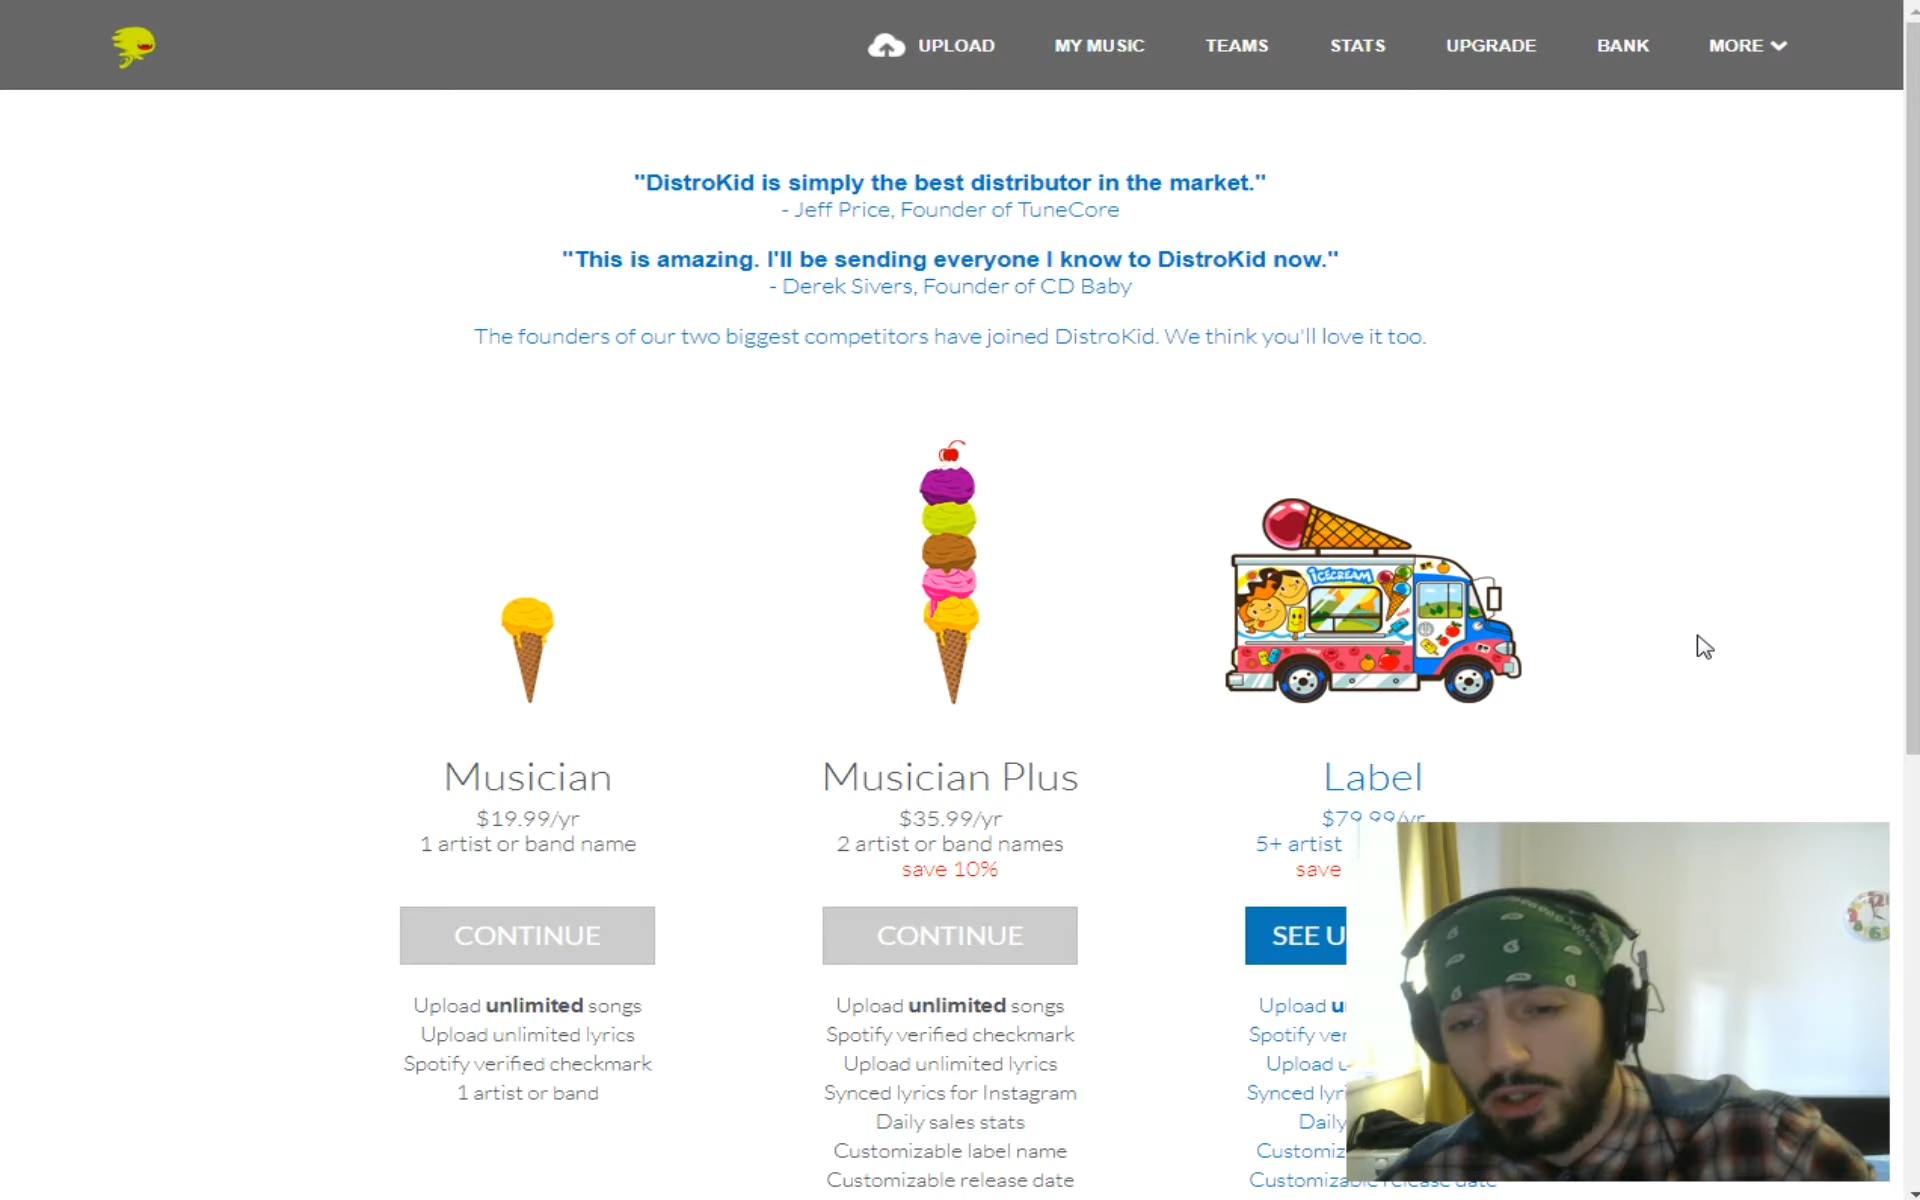 UPLOAD MY MUSIC TEAMS STATS UPGRADE BANK MORE
"DistroKid is simply the best distributor in the market."
- Jeff Price, Founder of TuneCore
"This is amazing. I'll be sending everyone I know to DistroKid now."
- Derek Sivers, Founder of CD Baby
The founders of our two biggest competitors have joined DistroKid. We think you'll love it too.
ICECREAM
Musician
$19.99/yr
1 artist or band name
CONTINUE
Upload unlimited songs
Upload unlimited lyrics
Spotify verified checkmark
1 artist or band
Musician Plus
$35.99/yr
2 artist or band names
save 10%
CONTINUE
Upload unlimited songs
Spotify verified checkmark
Upload unlimited lyrics
Synced lyrics for Instagram
Daily sales stats
Customizable label name
Customizable release date
Label
$79.99/yr
5+ artist
save
SEE U
Upload u
Spotify ver
Upload u
Synced lyri
Daily
Customiz
Customizable release date